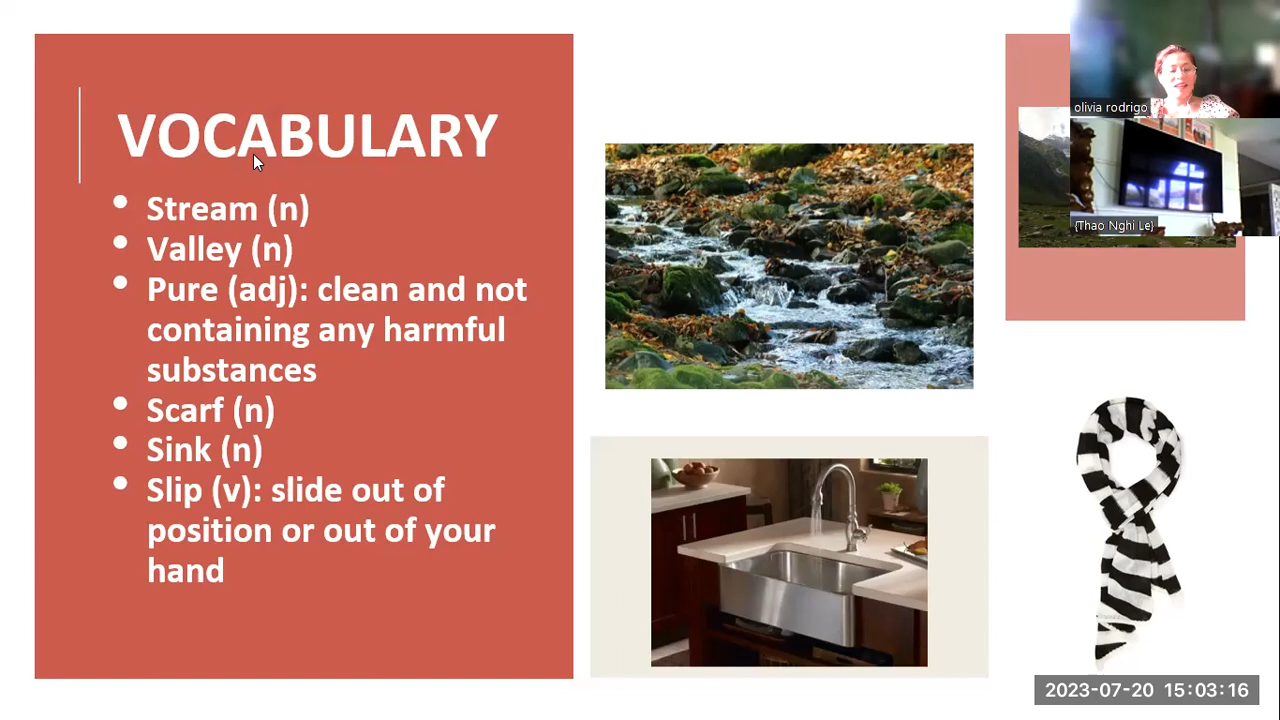 VOCABULARY
Stream (n)
Valley (n)
Pure (adj): clean and not
containing any harmful
substances
Scarf (n)
Sink (n)
Slip (v): slide out of
position or out of your
hand
olivia rodrigo
{Thao Nghi Le}
2023-07-20 15:03:16